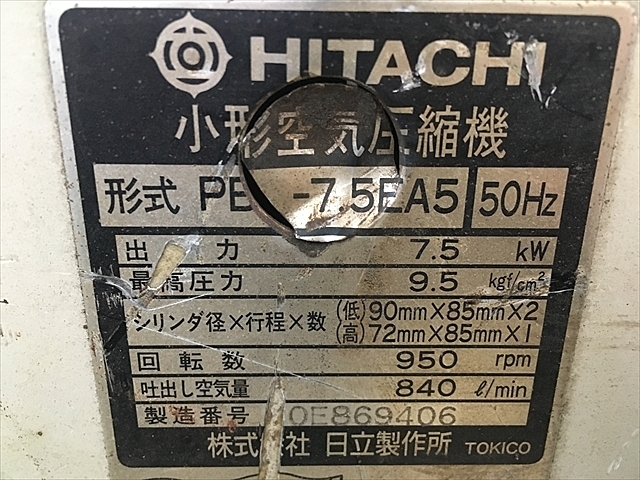 HITACHI
小形空気圧縮機
形式 -7.5EA5 50Hz
出力 7.5 kW
最高圧力 9.5 kgf/cm²
シリンダ径×行程×数 (低)90mm×85mm×2
(高)72mm×85mm×1
回転数 950 rpm
吐出し空気量 840 ℓ/min
製造番号 0E869406
株式會社 日立製作所 TOKICO